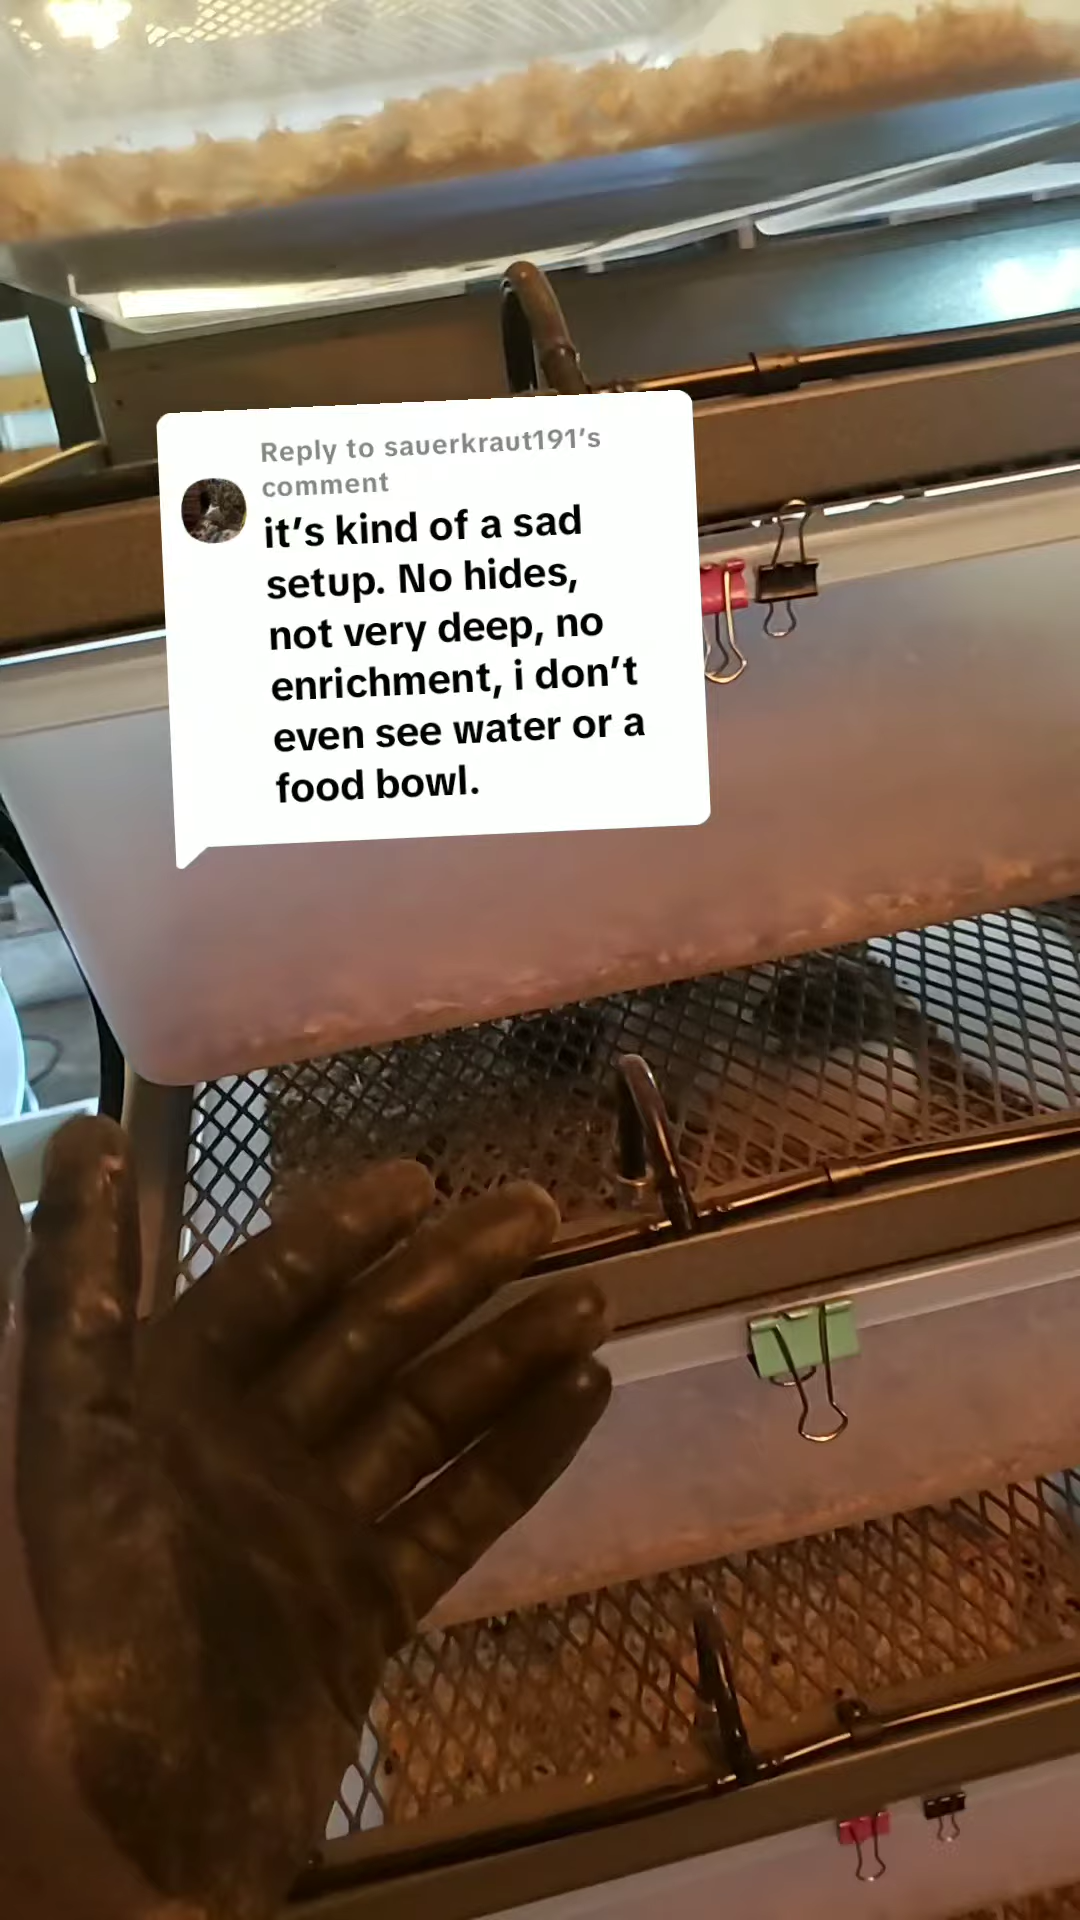 Reply to sauerkraut191's
comment
it's kind of a sad
setup. No hides,
not very deep, no
enrichment, i don't
even see water or a
food bowl.